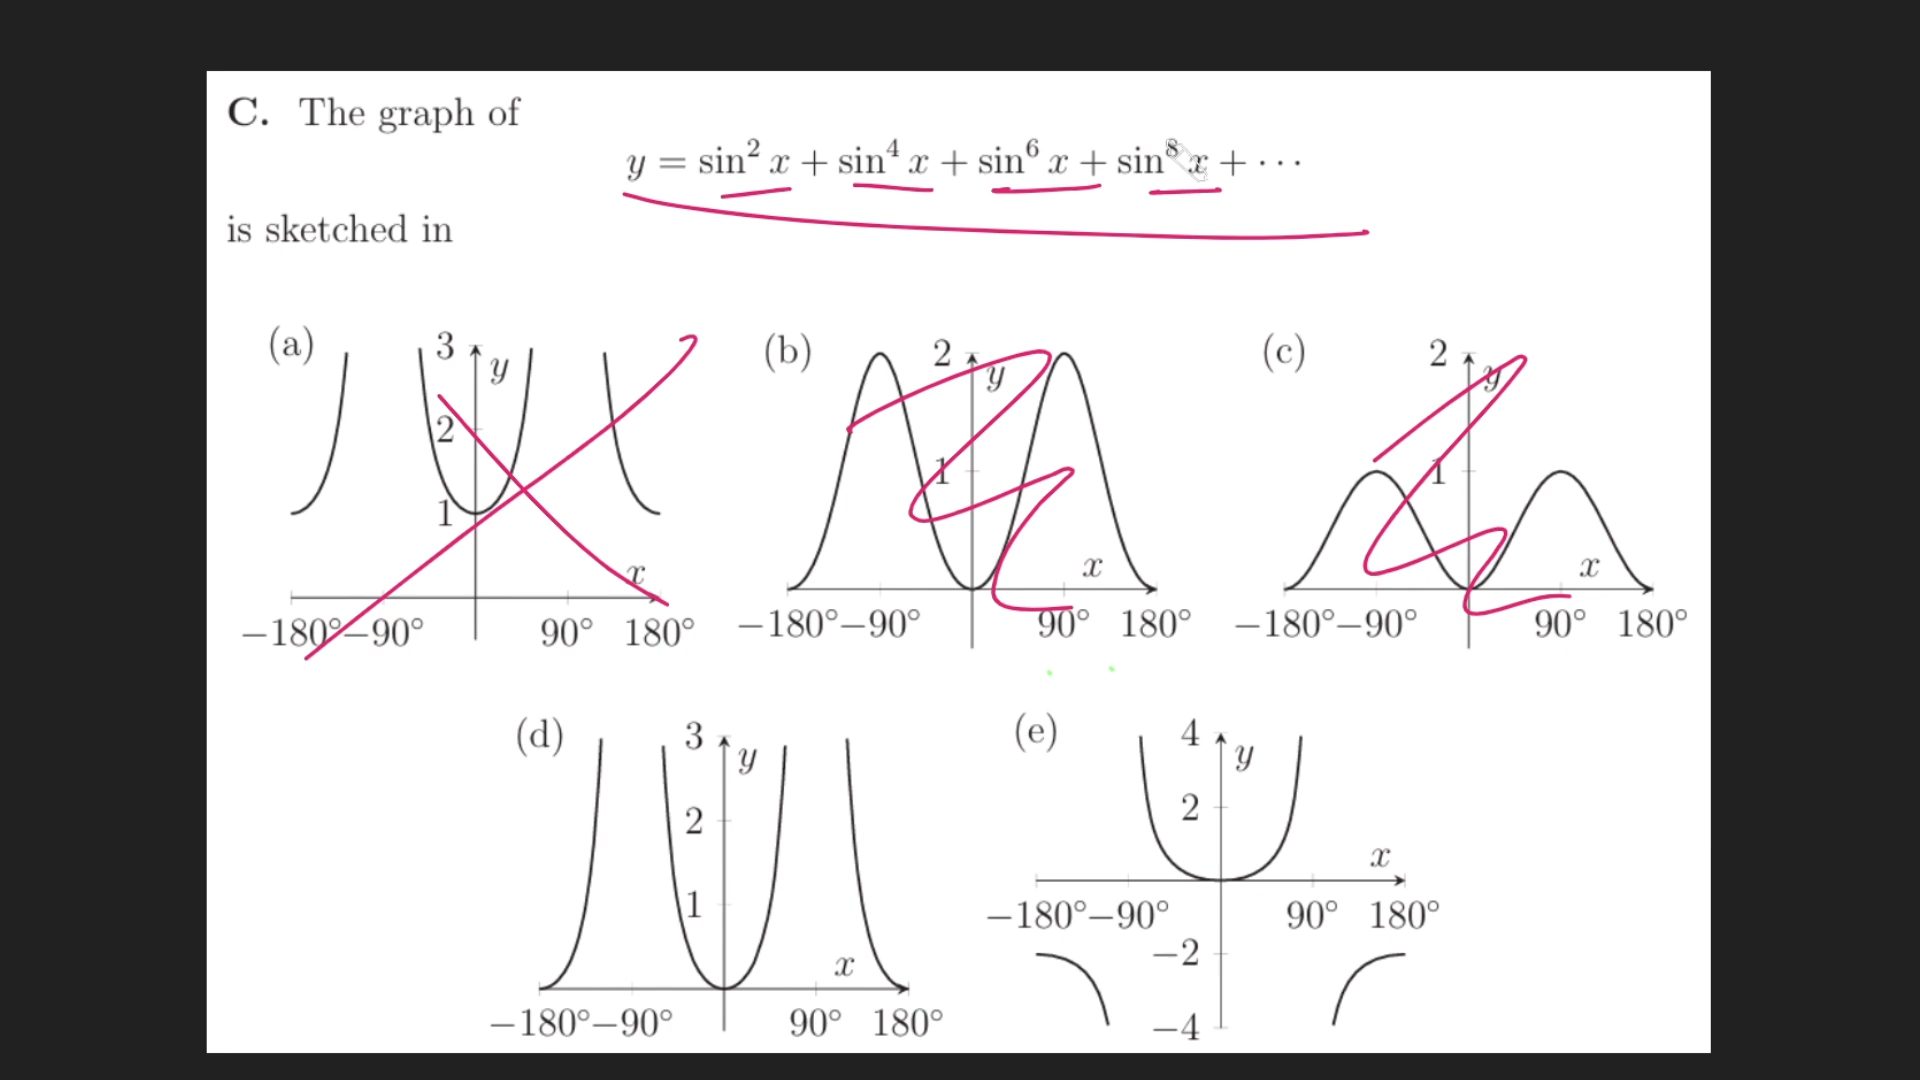 C. The graph of
y = sin² x + sin⁴ x + sin⁶ x + sin⁸ x + ···
is sketched in
(a) 3 y
2
1
x
−180° −90° 90° 180°
(b) 2 y
1
x
−180° −90° 90° 180°
(c) 2 y
1
x
−180° −90° 90° 180°
(d) 3 y
2
1
x
−180° −90° 90° 180°
(e) 4 y
2
x
−180° −90° 90° 180°
−2
−4